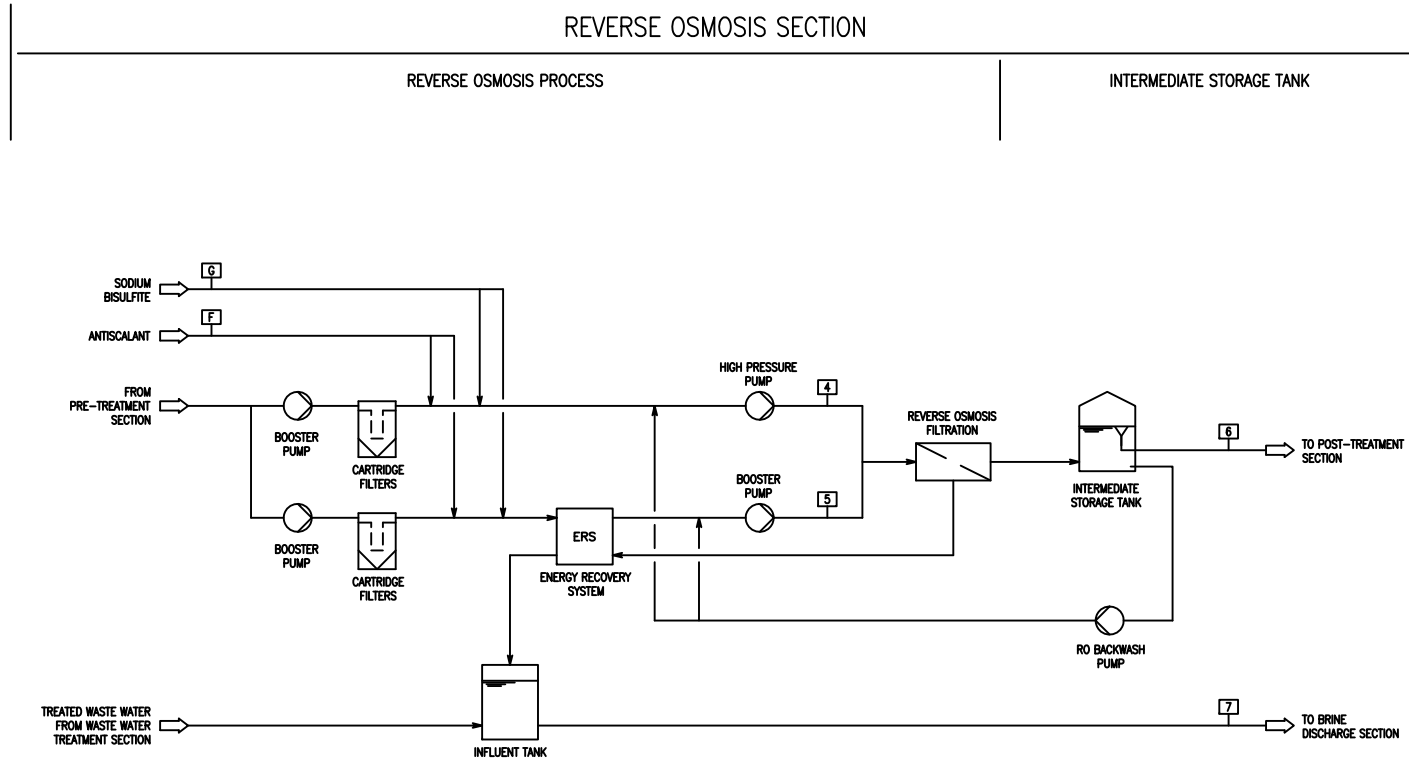 REVERSE OSMOSIS SECTION
REVERSE OSMOSIS PROCESS
INTERMEDIATE STORAGE TANK
G
SODIUM
BISULFITE
F
ANTISCALANT
FROM
PRE-TREATMENT
SECTION
BOOSTER
PUMP
CARTRIDGE
FILTERS
HIGH PRESSURE
PUMP
4
REVERSE OSMOSIS
FILTRATION
6
TO POST-TREATMENT
SECTION
INTERMEDIATE
STORAGE TANK
BOOSTER
PUMP
5
BOOSTER
PUMP
CARTRIDGE
FILTERS
ERS
ENERGY RECOVERY
SYSTEM
RO BACKWASH
PUMP
TREATED WASTE WATER
FROM WASTE WATER
TREATMENT SECTION
INFLUENT TANK
7
TO BRINE
DISCHARGE SECTION